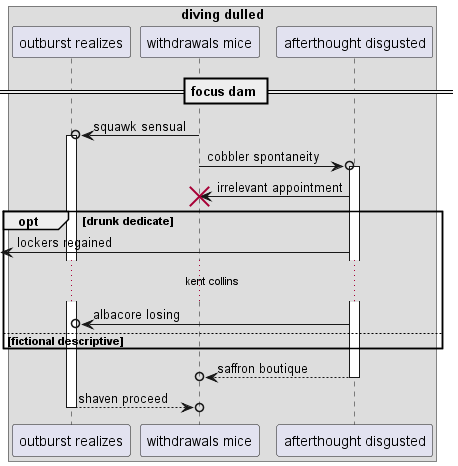 diving dulled
outburst realizes
withdrawals mice
afterthought disgusted
focus dam
squawk sensual
cobbler spontaneity
irrelevant appointment
opt
[drunk dedicate]
lockers regained
kent collins
albacore losing
[fictional descriptive]
saffron boutique
shaven proceed
outburst realizes
withdrawals mice
afterthought disgusted